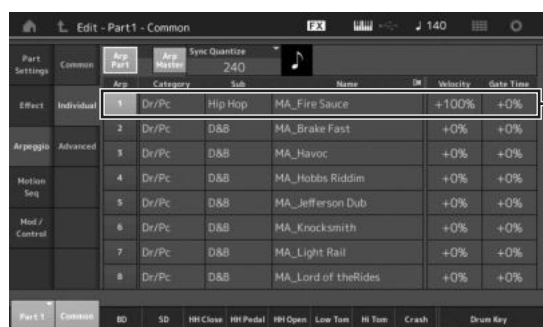 Edit - Part1 - Common FX 140
Part Settings Common Arp Part Arp Master Sync Quantize 240
Arp Category Sub Name Velocity Gate Time
Effect Individual 1 Dr/Pc Hip Hop MA_Fire Sauce +100% +0%
2 Dr/Pc D&B MA_Brake Fast +0% +0%
Arpeggio Advanced 3 Dr/Pc D&B MA_Havoc +0% +0%
Motion Seq 4 Dr/Pc D&B MA_Hobbs Riddim +0% +0%
5 Dr/Pc D&B MA_Jefferson Dub +0% +0%
Mod / Control 6 Dr/Pc D&B MA_Knocksmith +0% +0%
7 Dr/Pc D&B MA_Light Rail +0% +0%
8 Dr/Pc D&B MA_Lord of theRides +0% +0%
Part 1 Common BD SD HH Close HH Pedal HH Open Low Tom Hi Tom Crash Drum Key